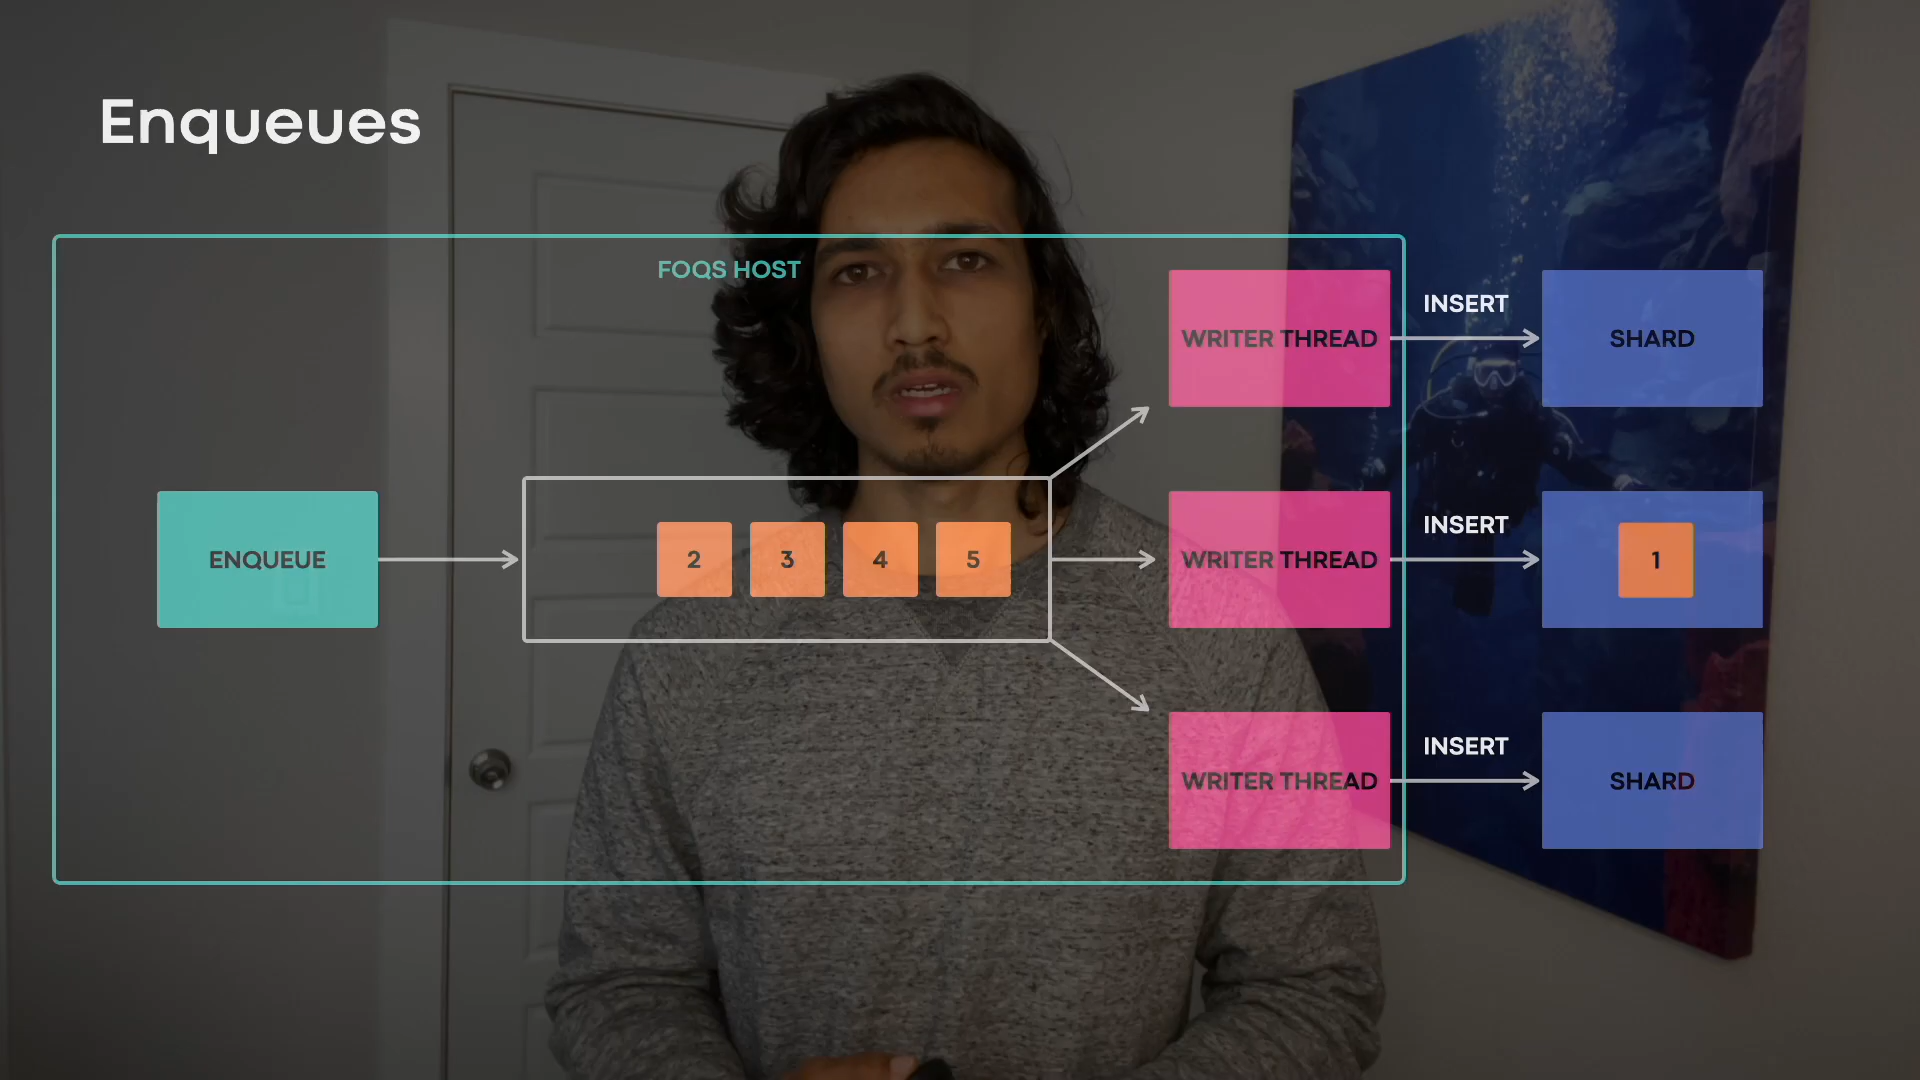 Enqueues
FOQS HOST
ENQUEUE
2 3 4 5
WRITER THREAD
INSERT
SHARD
WRITER THREAD
INSERT
1
WRITER THREAD
INSERT
SHARD